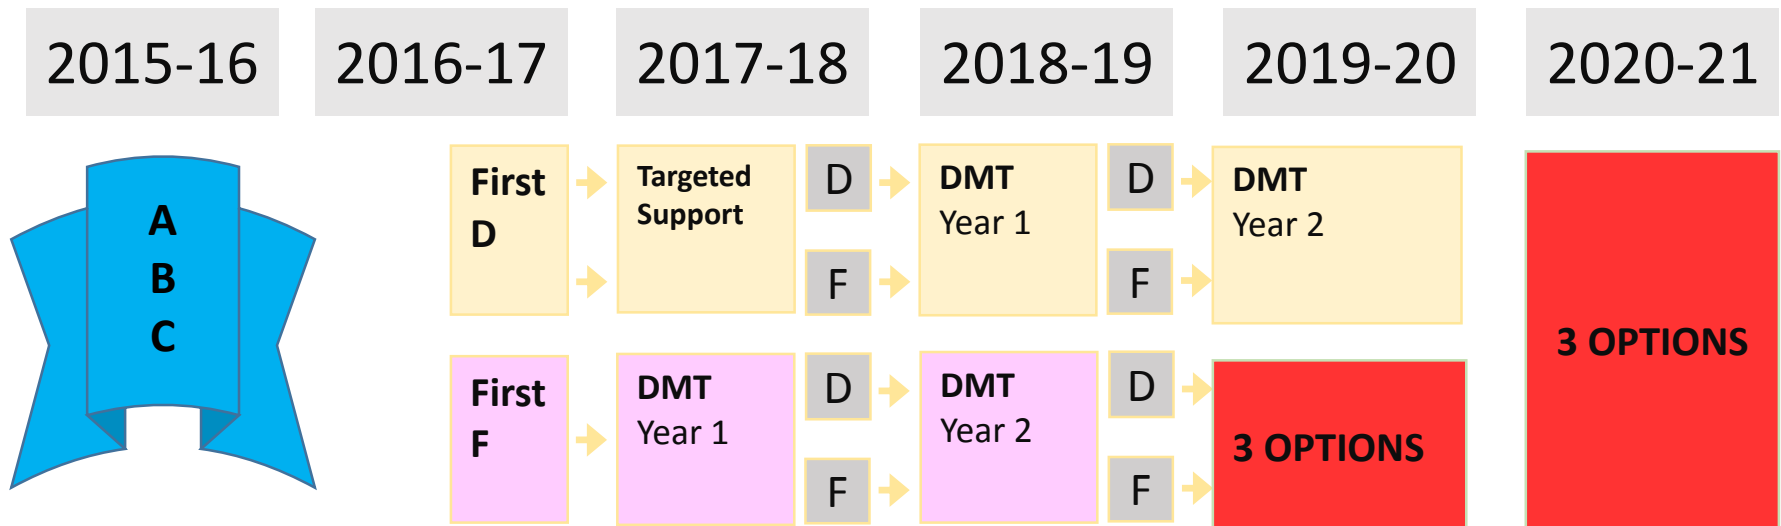 2015-16
2016-17
2017-18
2018-19
2019-20
2020-21
A
B
C
First
D
Targeted
Support
D
F
DMT
Year 1
D
F
DMT
Year 2
First
F
DMT
Year 1
D
F
DMT
Year 2
D
F
3 OPTIONS
3 OPTIONS